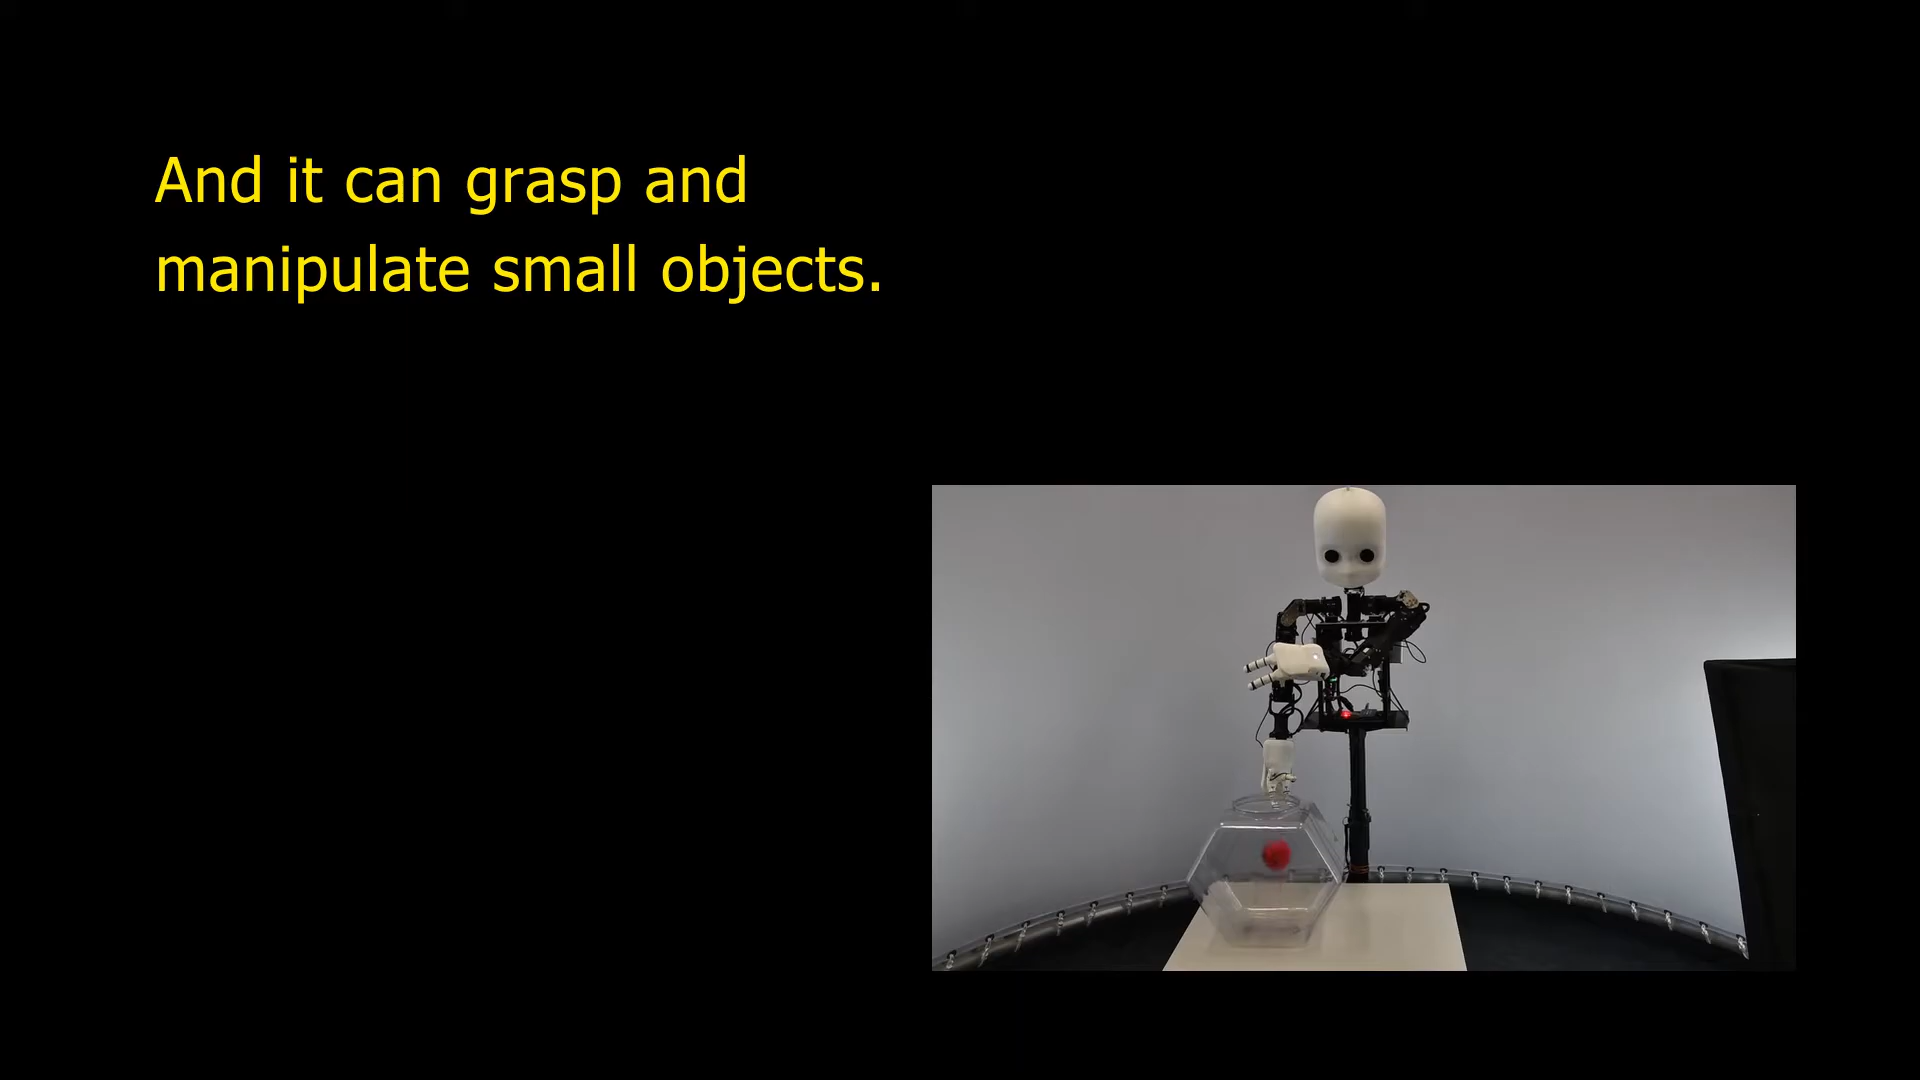 And it can grasp and
manipulate small objects.